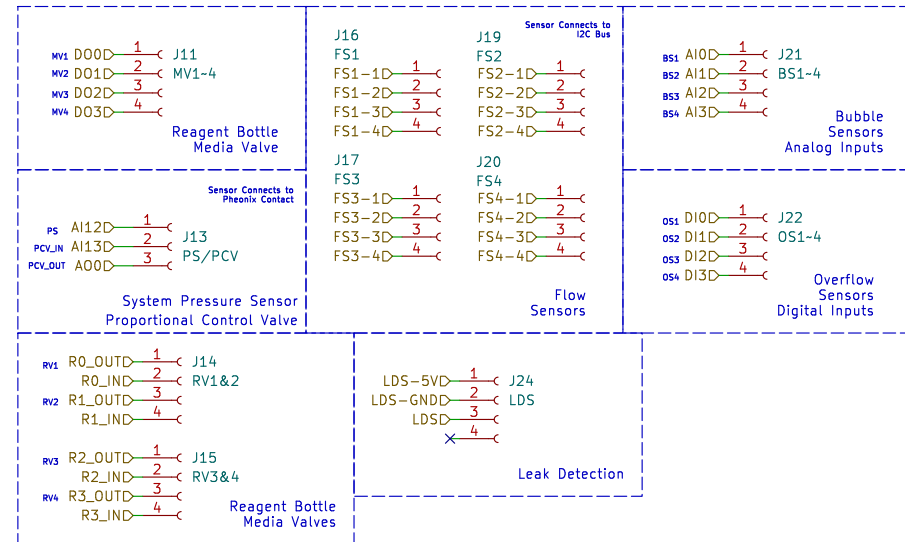 MV1 DO0 1 J11
MV2 DO1 2 MV1~4
MV3 DO2 3
MV4 DO3 4
Reagent Bottle
Media Valve
Sensor Connects to
I2C Bus
J16
FS1
FS1-1 1
FS1-2 2
FS1-3 3
FS1-4 4
J19
FS2
FS2-1 1
FS2-2 2
FS2-3 3
FS2-4 4
J17
FS3
FS3-1 1
FS3-2 2
FS3-3 3
FS3-4 4
J20
FS4
FS4-1 1
FS4-2 2
FS4-3 3
FS4-4 4
Flow
Sensors
BS1 AI0 1 J21
BS2 AI1 2 BS1~4
BS3 AI2 3
BS4 AI3 4
Bubble
Sensors
Analog Inputs
Sensor Connects to
Pheonix Contact
PS AI12 1
PCV_IN AI13 2 J13
PCV_OUT AO0 3 PS/PCV
System Pressure Sensor
Proportional Control Valve
OS1 DI0 1 J22
OS2 DI1 2 OS1~4
OS3 DI2 3
OS4 DI3 4
Overflow
Sensors
Digital Inputs
RV1 R0_OUT 1 J14
R0_IN 2 RV1&2
RV2 R1_OUT 3
R1_IN 4
RV3 R2_OUT 1 J15
R2_IN 2 RV3&4
RV4 R3_OUT 3
R3_IN 4
Reagent Bottle
Media Valves
LDS-5V 1 J24
LDS-GND 2 LDS
LDS 3
4
Leak Detection